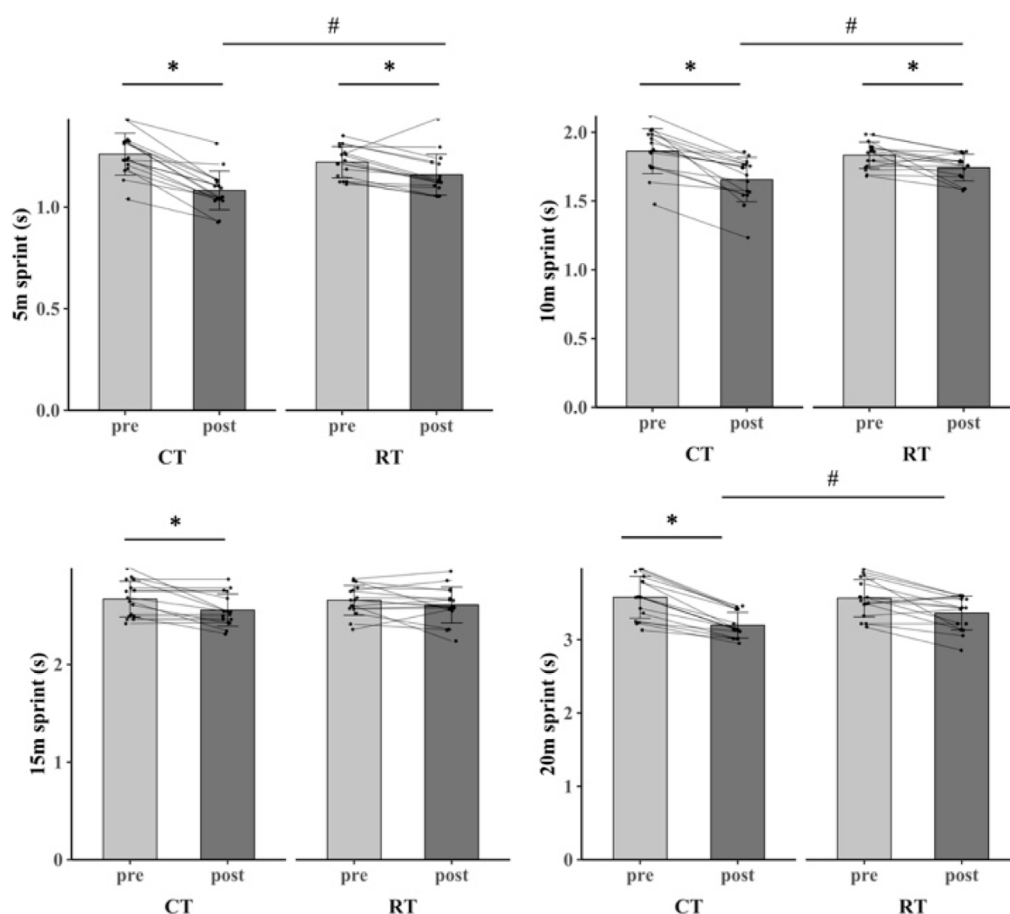 #
#
* *
* *
5m sprint (s)
1.0
0.5
0.0
pre post pre post
CT RT
10m sprint (s)
2.0
1.5
1.0
0.5
0.0
pre post pre post
CT RT
#
*
*
15m sprint (s)
2
1
0
pre post pre post
CT RT
20m sprint (s)
3
2
1
0
pre post pre post
CT RT